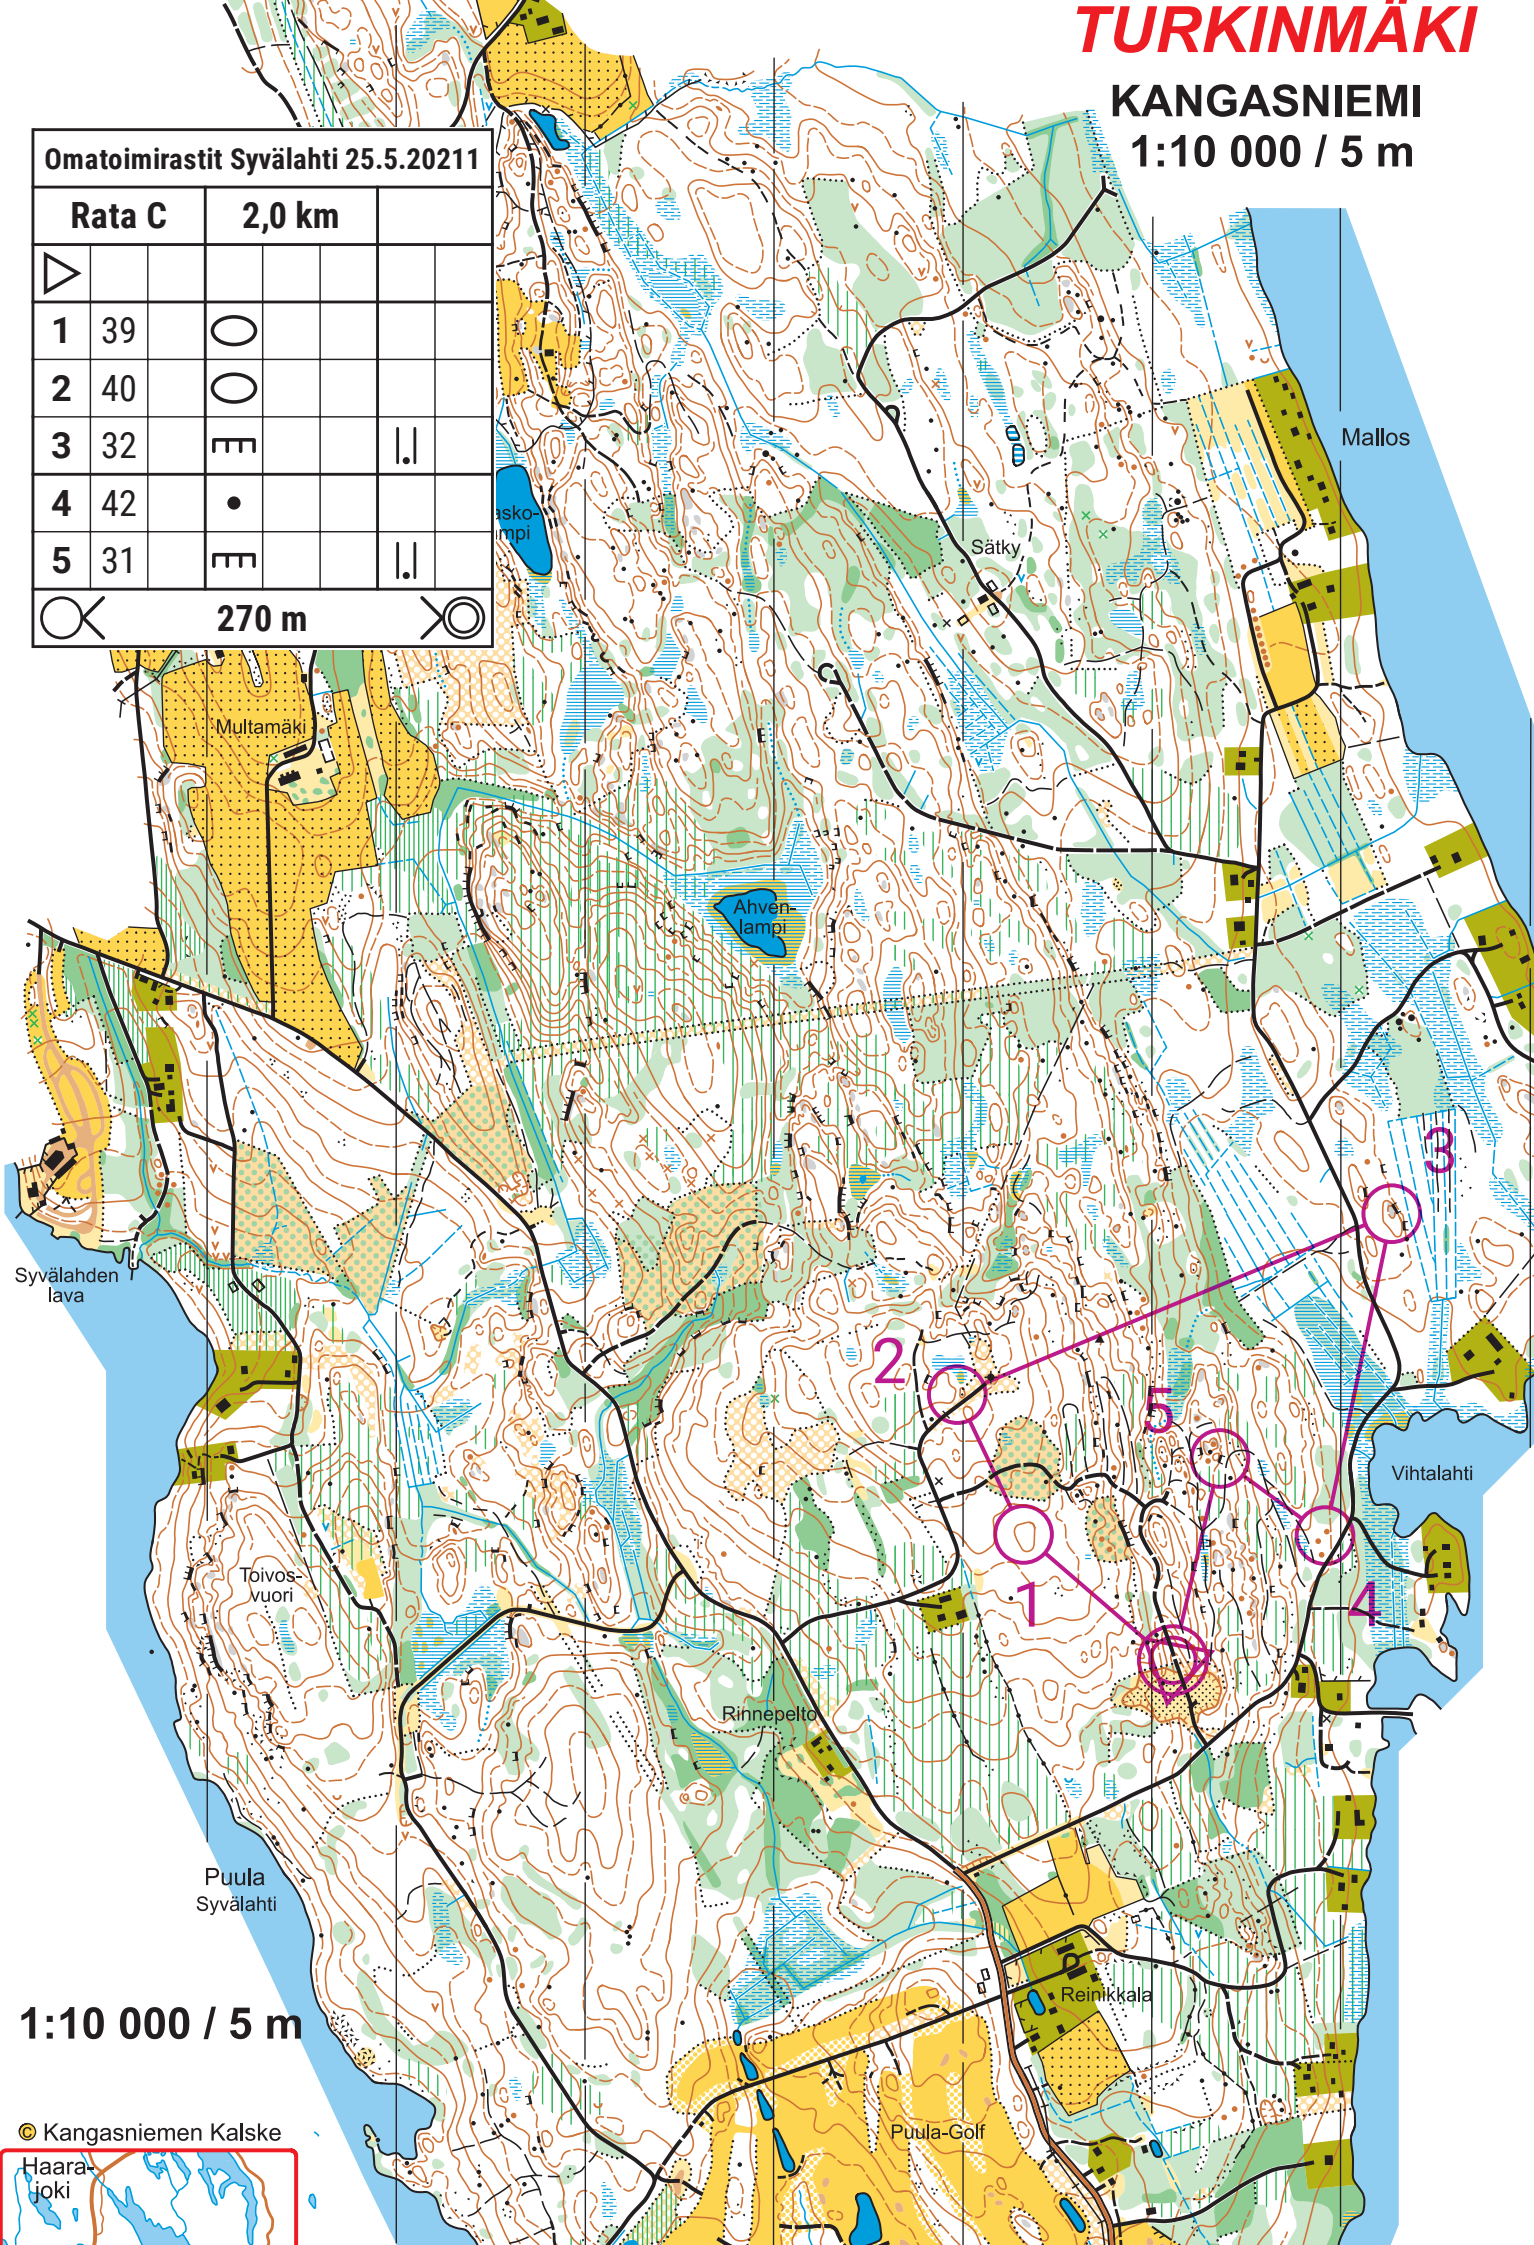 TURKINMÄKI
KANGASNIEMI
1:10 000 / 5 m
Omatoimirastit Syvälahti 25.5.20211
Rata C 2,0 km
1 39
2 40
3 32
4 42
5 31
270 m
Mallos
Sätky
Multamäki
Ahven-
lampi
Syvälahden
lava
3
2
5
Vihtalahti
Toivos-
vuori
1
4
Rinnepelto
Puula
Syvälahti
Reinikkala
1:10 000 / 5 m
Puula-Golf
© Kangasniemen Kalske
Haara-
joki